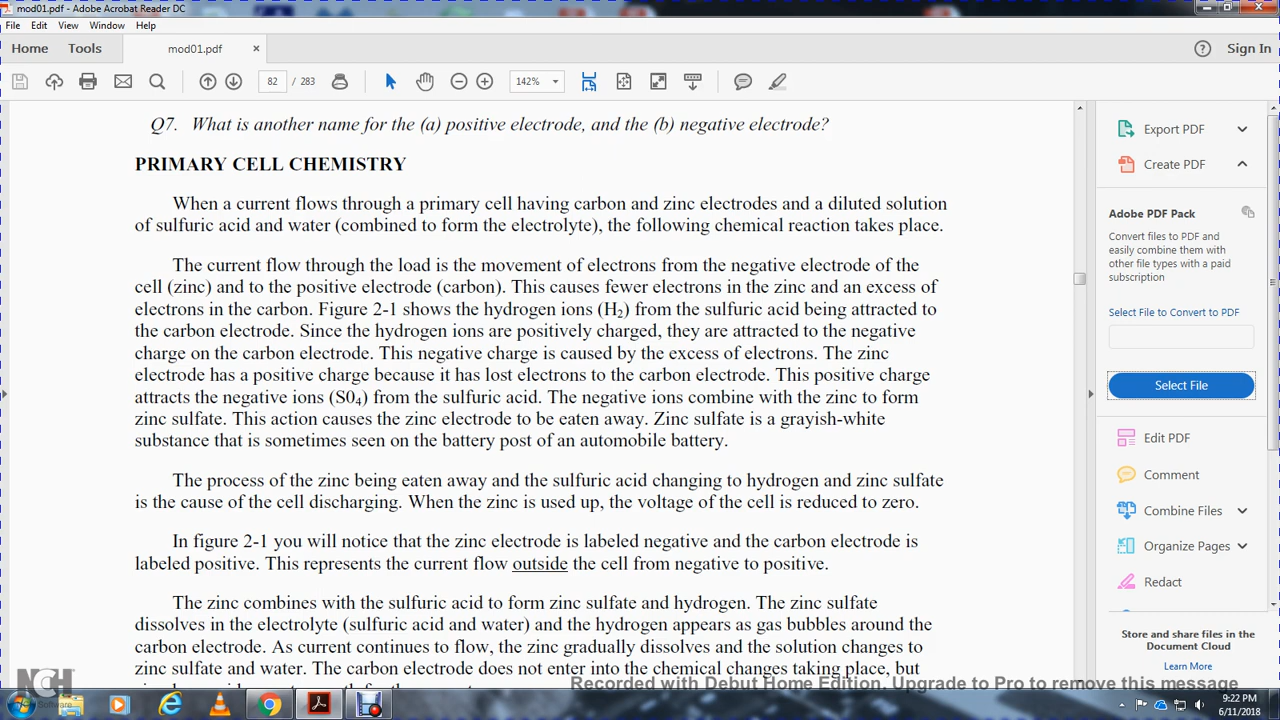 mod01.pdf - Adobe Acrobat Reader DC
File Edit View Window Help
Home Tools mod01.pdf × Sign In
82 / 283 142%
Q7. What is another name for the (a) positive electrode, and the (b) negative electrode?
PRIMARY CELL CHEMISTRY
When a current flows through a primary cell having carbon and zinc electrodes and a diluted solution
of sulfuric acid and water (combined to form the electrolyte), the following chemical reaction takes place.
The current flow through the load is the movement of electrons from the negative electrode of the
cell (zinc) and to the positive electrode (carbon). This causes fewer electrons in the zinc and an excess of
electrons in the carbon. Figure 2-1 shows the hydrogen ions (H₂) from the sulfuric acid being attracted to
the carbon electrode. Since the hydrogen ions are positively charged, they are attracted to the negative
charge on the carbon electrode. This negative charge is caused by the excess of electrons. The zinc
electrode has a positive charge because it has lost electrons to the carbon electrode. This positive charge
attracts the negative ions (S0₄) from the sulfuric acid. The negative ions combine with the zinc to form
zinc sulfate. This action causes the zinc electrode to be eaten away. Zinc sulfate is a grayish-white
substance that is sometimes seen on the battery post of an automobile battery.
The process of the zinc being eaten away and the sulfuric acid changing to hydrogen and zinc sulfate
is the cause of the cell discharging. When the zinc is used up, the voltage of the cell is reduced to zero.
In figure 2-1 you will notice that the zinc electrode is labeled negative and the carbon electrode is
labeled positive. This represents the current flow outside the cell from negative to positive.
The zinc combines with the sulfuric acid to form zinc sulfate and hydrogen. The zinc sulfate
dissolves in the electrolyte (sulfuric acid and water) and the hydrogen appears as gas bubbles around the
carbon electrode. As current continues to flow, the zinc gradually dissolves and the solution changes to
zinc sulfate and water. The carbon electrode does not enter into the chemical changes taking place, but
Export PDF
Create PDF
Adobe PDF Pack
Convert files to PDF and
easily combine them with
other file types with a paid
subscription
Select File to Convert to PDF
Select File
Edit PDF
Comment
Combine Files
Organize Pages
Redact
Store and share files in the
Document Cloud
Learn More
NCH
Software
Recorded with Debut Home Edition. Upgrade to Pro to remove this message
9:22 PM
6/11/2018